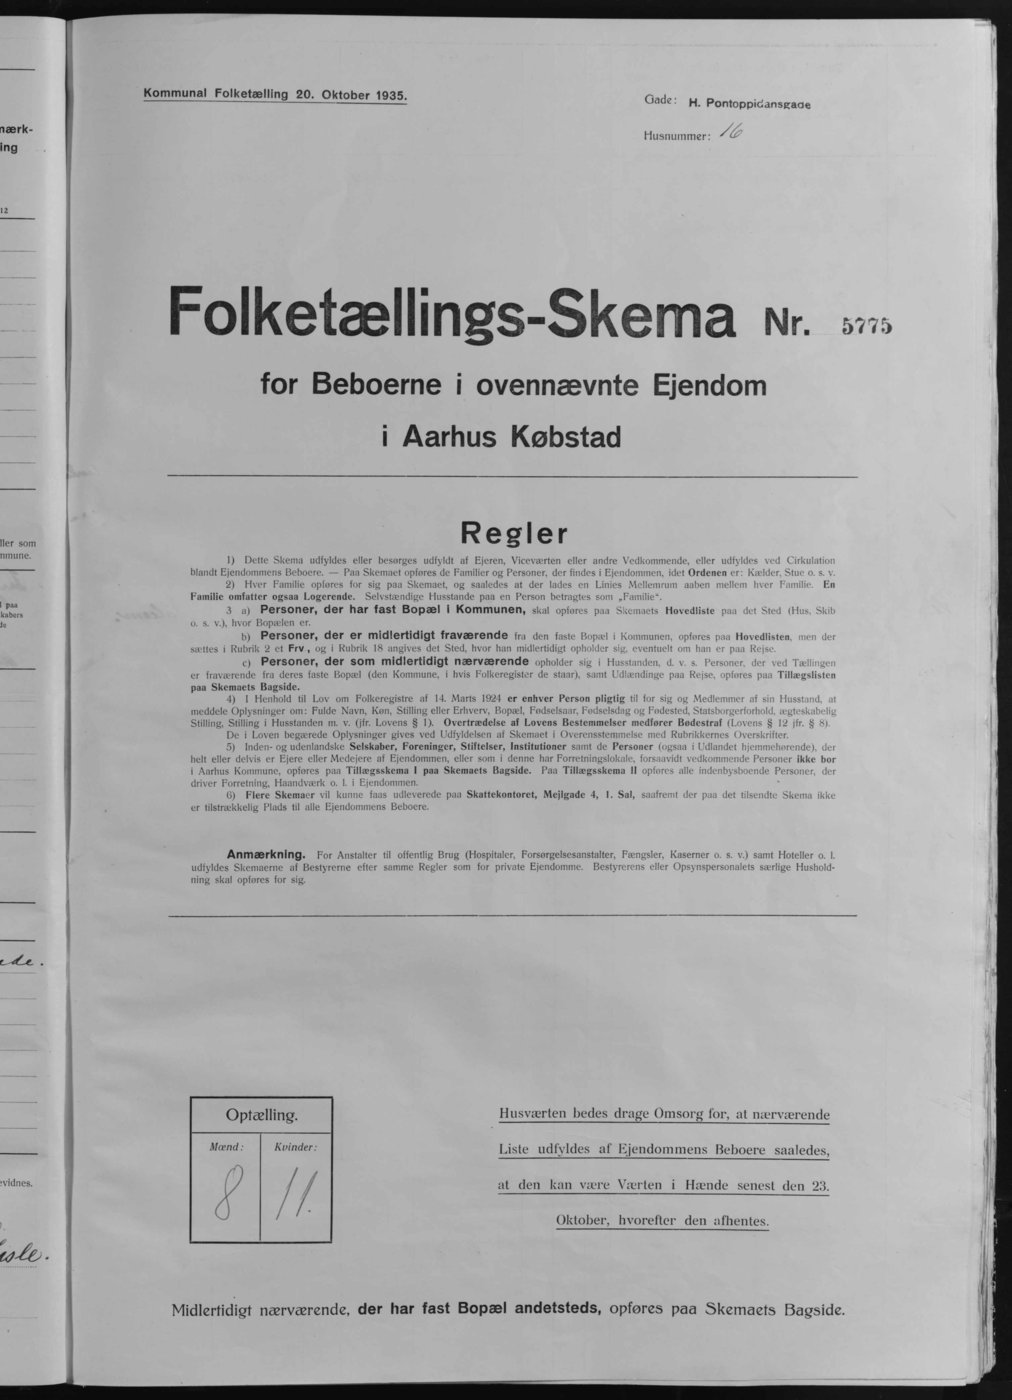 Kommunal Folketælling 20. Oktober 1935.
Gade: H. Pontoppidansgade
Husnummer: 16
Folketællings-Skema Nr. 5775
for Beboerne i ovennævnte Ejendom
i Aarhus Købstad
Regler
1) Dette Skema udfyldes eller besørges udfyldt af Ejeren, Viceværten eller andre Vedkommende, eller udfyldes ved Cirkulation
blandt Ejendommens Beboere. — Paa Skemaet opføres de Familier og Personer, der findes i Ejendommen, idet Ordenen er: Kælder, Stue o. s. v.
2) Hver Familie opføres for sig paa Skemaet, og saaledes at der lades en Linies Mellemrum aaben mellem hver Familie. En
Familie omfatter ogsaa Logerende. Selvstændige Husstande paa en Person betragtes som „Familie“.
3 a) Personer, der har fast Bopæl i Kommunen, skal opføres paa Skemaets Hovedliste paa det Sted (Hus, Skib
o. s. v.), hvor Bopælen er.
b) Personer, der er midlertidigt fraværende fra den faste Bopæl i Kommunen, opføres paa Hovedlisten, men der
sættes i Rubrik 2 et Frv., og i Rubrik 18 angives det Sted, hvor han midlertidigt opholder sig, eventuelt om han er paa Rejse.
c) Personer, der som midlertidigt nærværende opholder sig i Husstanden, d. v. s. Personer, der ved Tællingen
er fraværende fra deres faste Bopæl (den Kommune, i hvis Folkeregister de staar), samt Udlændinge paa Rejse, opføres paa Tillægslisten
paa Skemaets Bagside.
4) I Henhold til Lov om Folkeregistre af 14. Marts 1924 er enhver Person pligtig til for sig og Medlemmer af sin Husstand, at
meddele Oplysninger om: Fulde Navn, Køn, Stilling eller Erhverv, Bopæl, Fødselsaar, Fødselsdag og Fødested, Statsborgerforhold, ægteskabelig
Stilling, Stilling i Husstanden m. v. (jfr. Lovens § 1). Overtrædelse af Lovens Bestemmelser medfører Bødestraf (Lovens § 12 jfr. § 8).
De i Loven begærede Oplysninger gives ved Udfyldelsen af Skemaet i Overensstemmelse med Rubrikkernes Overskrifter.
5) Inden- og udenlandske Selskaber, Foreninger, Stiftelser, Institutioner samt de Personer (ogsaa i Udlandet hjemmehørende), der
helt eller delvis er Ejere eller Medejere af Ejendommen, eller som i denne har Forretningslokale, forsaavidt vedkommende Personer ikke bor
i Aarhus Kommune, opføres paa Tillægsskema I paa Skemaets Bagside. Paa Tillægsskema II opføres alle indenbysboende Personer, der
driver Forretning, Haandværk o. l. i Ejendommen.
6) Flere Skemaer vil kunne faas udleverede paa Skattekontoret, Mejlgade 4, 1. Sal, saafremt der paa det tilsendte Skema ikke
er tilstrækkelig Plads til alle Ejendommens Beboere.
Anmærkning. For Anstalter til offentlig Brug (Hospitaler, Forsørgelsesanstalter, Fængsler, Kaserner o. s. v.) samt Hoteller o. l.
udfyldes Skemaerne af Bestyrerne efter samme Regler som for private Ejendomme. Bestyrerens eller Opsynspersonalets særlige Hushold-
ning skal opføres for sig.
Optælling.
Mænd: Kvinder:
8 11.
Husværten bedes drage Omsorg for, at nærværende
Liste udfyldes af Ejendommens Beboere saaledes,
at den kan være Værten i Hænde senest den 23.
Oktober, hvorefter den afhentes.
Midlertidigt nærværende, der har fast Bopæl andetsteds, opføres paa Skemaets Bagside.